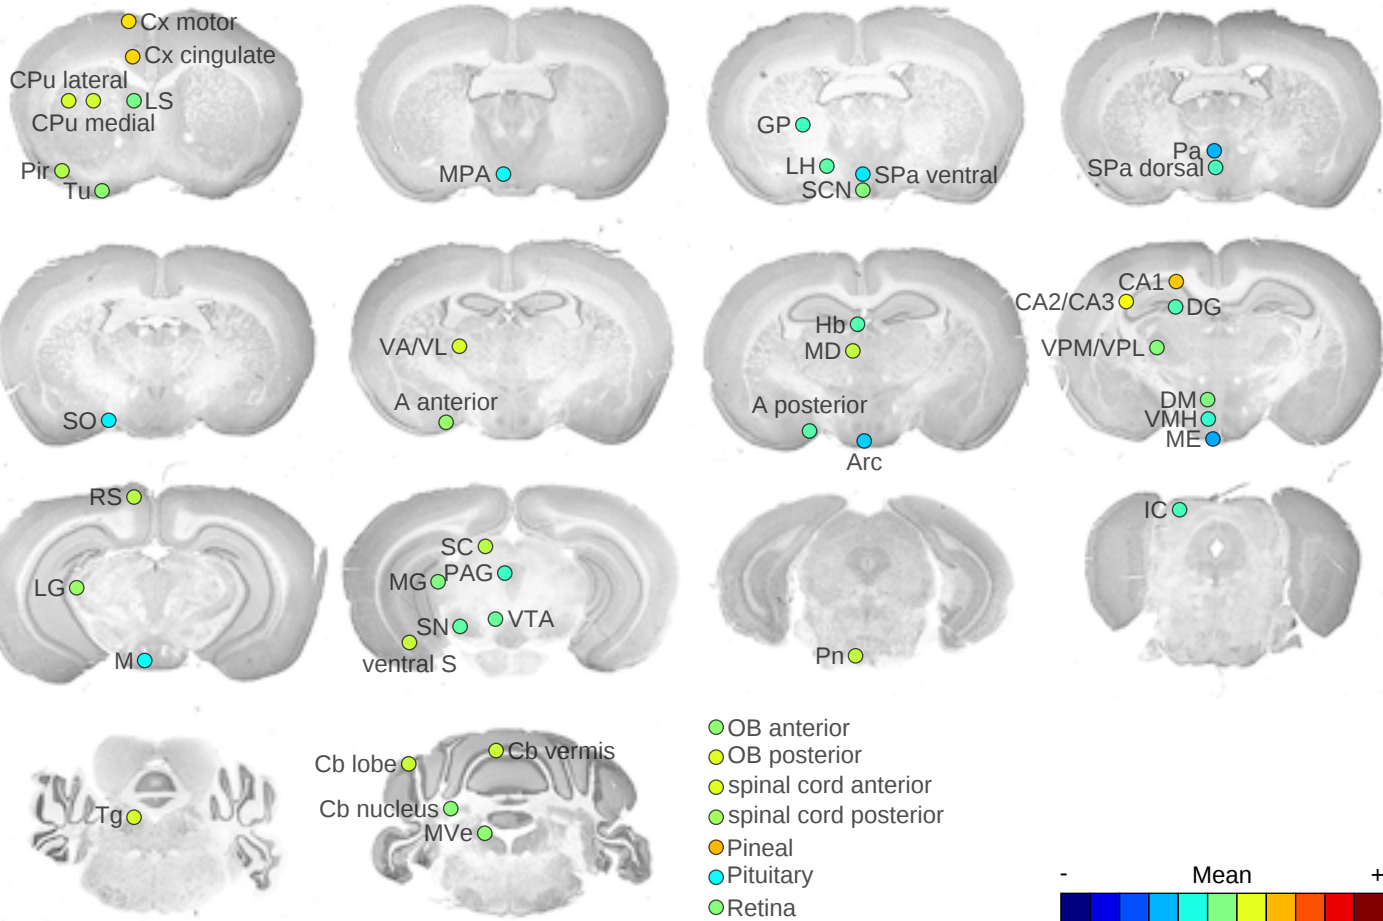 Cx motor
Cx cingulate
CPu lateral
LS
CPu medial
Pir
Tu
MPA
GP
LH
SPa ventral
SCN
Pa
SPa dorsal
SO
VA/VL
A anterior
Hb
MD
A posterior
Arc
CA1
CA2/CA3
DG
VPM/VPL
DM
VMH
ME
RS
LG
M
SC
MG
PAG
SN
VTA
ventral S
Pn
IC
Tg
Cb lobe
Cb vermis
Cb nucleus
MVe
OB anterior
OB posterior
spinal cord anterior
spinal cord posterior
Pineal
Pituitary
Retina
- Mean +